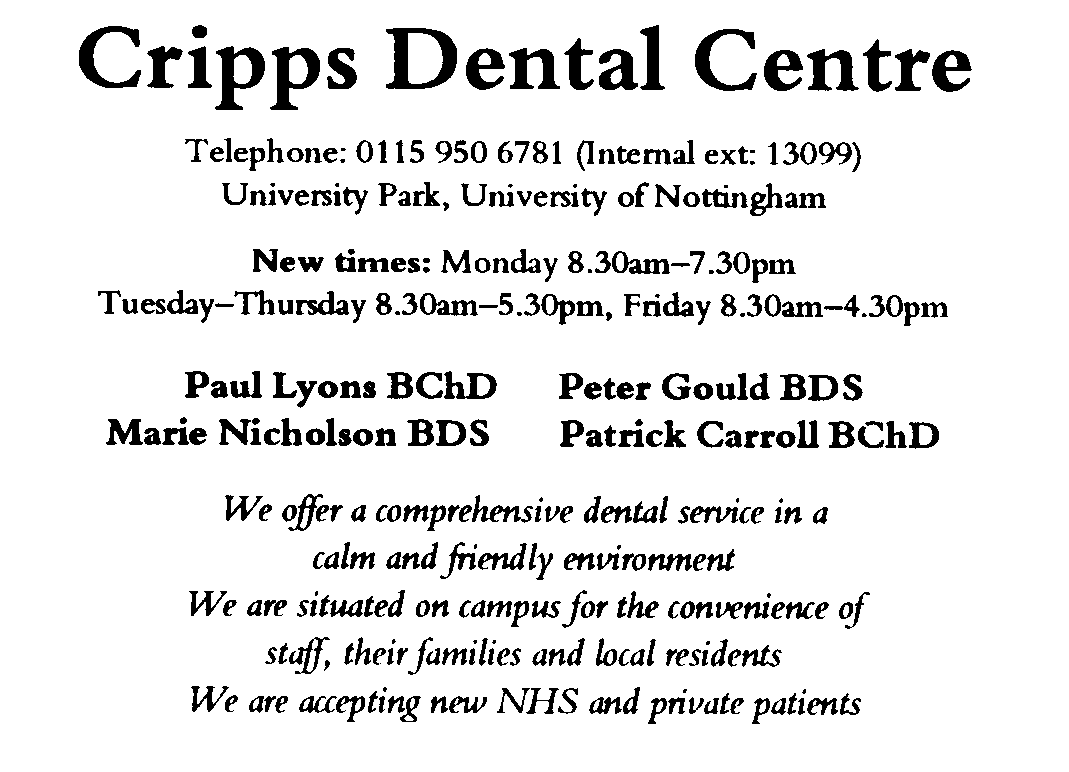 Cripps Dental Centre
Telephone: 0115 950 6781 (Internal ext: 13099)
University Park, University of Nottingham
New times: Monday 8.30am–7.30pm
Tuesday–Thursday 8.30am–5.30pm, Friday 8.30am–4.30pm
Paul Lyons BChD Peter Gould BDS
Marie Nicholson BDS Patrick Carroll BChD
We offer a comprehensive dental service in a
calm and friendly environment
We are situated on campus for the convenience of
staff, their families and local residents
We are accepting new NHS and private patients